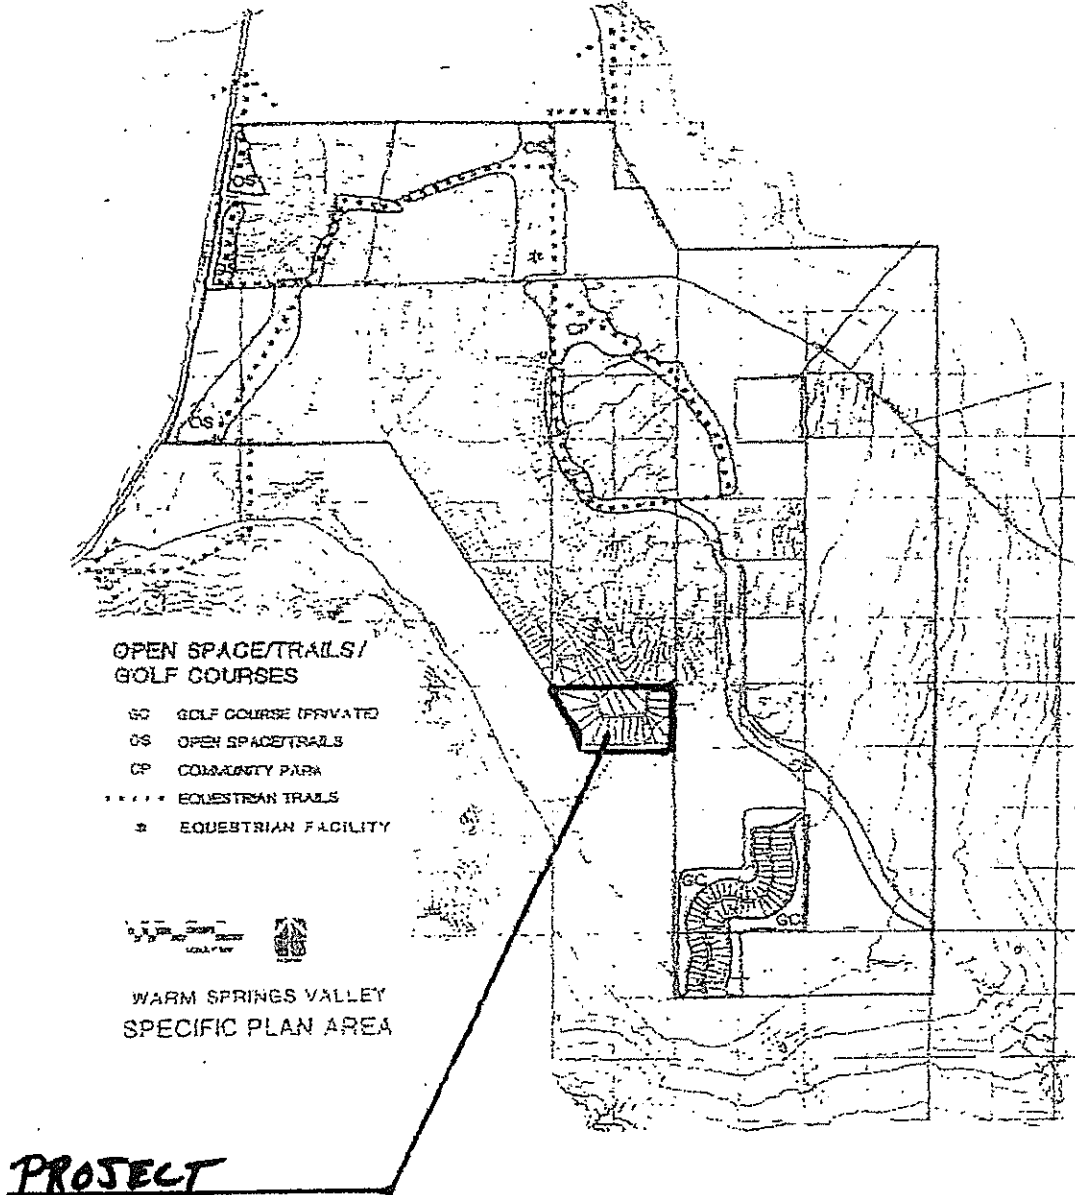 OS
OS
OS
CP
OPEN SPACE/TRAILS/
GOLF COURSES
GC GOLF COURSE (PRIVATE)
OS OPEN SPACE/TRAILS
CP COMMUNITY PARK
EQUESTRIAN TRAILS
* EQUESTRIAN FACILITY
GC
GC
WARM SPRINGS VALLEY
SPECIFIC PLAN AREA
PROJECT